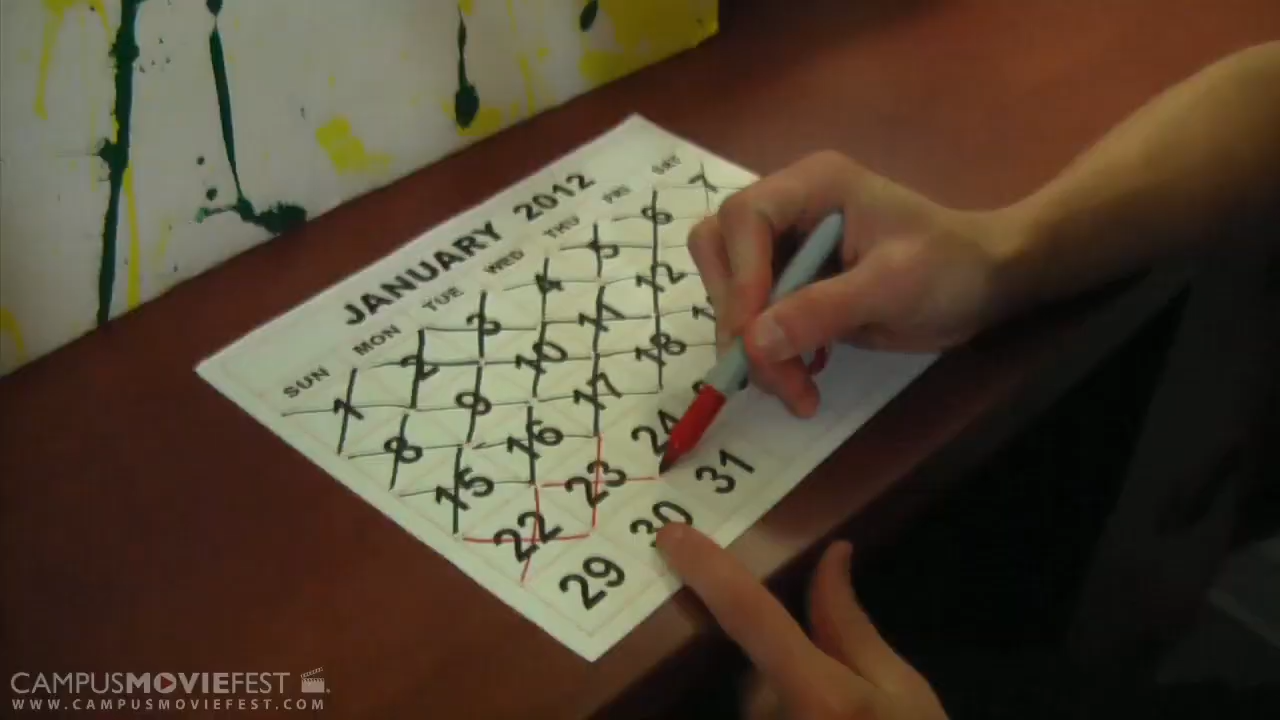 JANUARY 2012
SUN MON TUE WED THU FRI SAT
1 2 3 4 5 6 7
8 9 10 11 12
15 16 17 18
22 23 24
29 30 31
CAMPUSMOVIEFEST
WWW.CAMPUSMOVIEFEST.COM